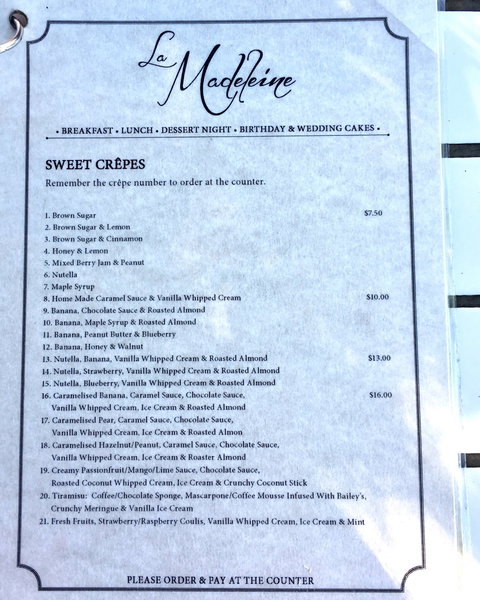 La Madeleine
• BREAKFAST • LUNCH • DESSERT NIGHT • BIRTHDAY & WEDDING CAKES •
SWEET CRÊPES
Remember the crêpe number to order at the counter.
1. Brown Sugar $7.50
2. Brown Sugar & Lemon
3. Brown Sugar & Cinnamon
4. Honey & Lemon
5. Mixed Berry Jam & Peanut
6. Nutella
7. Maple Syrup
8. Home Made Caramel Sauce & Vanilla Whipped Cream $10.00
9. Banana, Chocolate Sauce & Roasted Almond
10. Banana, Maple Syrup & Roasted Almond
11. Banana, Peanut Butter & Blueberry
12. Banana, Honey & Walnut
13. Nutella, Banana, Vanilla Whipped Cream & Roasted Almond $13.00
14. Nutella, Strawberry, Vanilla Whipped Cream & Roasted Almond
15. Nutella, Blueberry, Vanilla Whipped Cream & Roasted Almond
16. Caramelised Banana, Caramel Sauce, Chocolate Sauce, $16.00
Vanilla Whipped Cream, Ice Cream & Roasted Almond
17. Caramelised Pear, Caramel Sauce, Chocolate Sauce,
Vanilla Whipped Cream, Ice Cream & Roasted Almon
18. Caramelised Hazelnut/Peanut, Caramel Sauce, Chocolate Sauce,
Vanilla Whipped Cream, Ice Cream & Roaster Almond
19. Creamy Passionfruit/Mango/Lime Sauce, Chocolate Sauce,
Roasted Coconut Whipped Cream, Ice Cream & Crunchy Coconut Stick
20. Tiramisu: Coffee/Chocolate Sponge, Mascarpone/Coffee Mousse Infused With Bailey's,
Crunchy Meringue & Vanilla Ice Cream
21. Fresh Fruits, Strawberry/Raspberry Coulis, Vanilla Whipped Cream, Ice Cream & Mint
PLEASE ORDER & PAY AT THE COUNTER